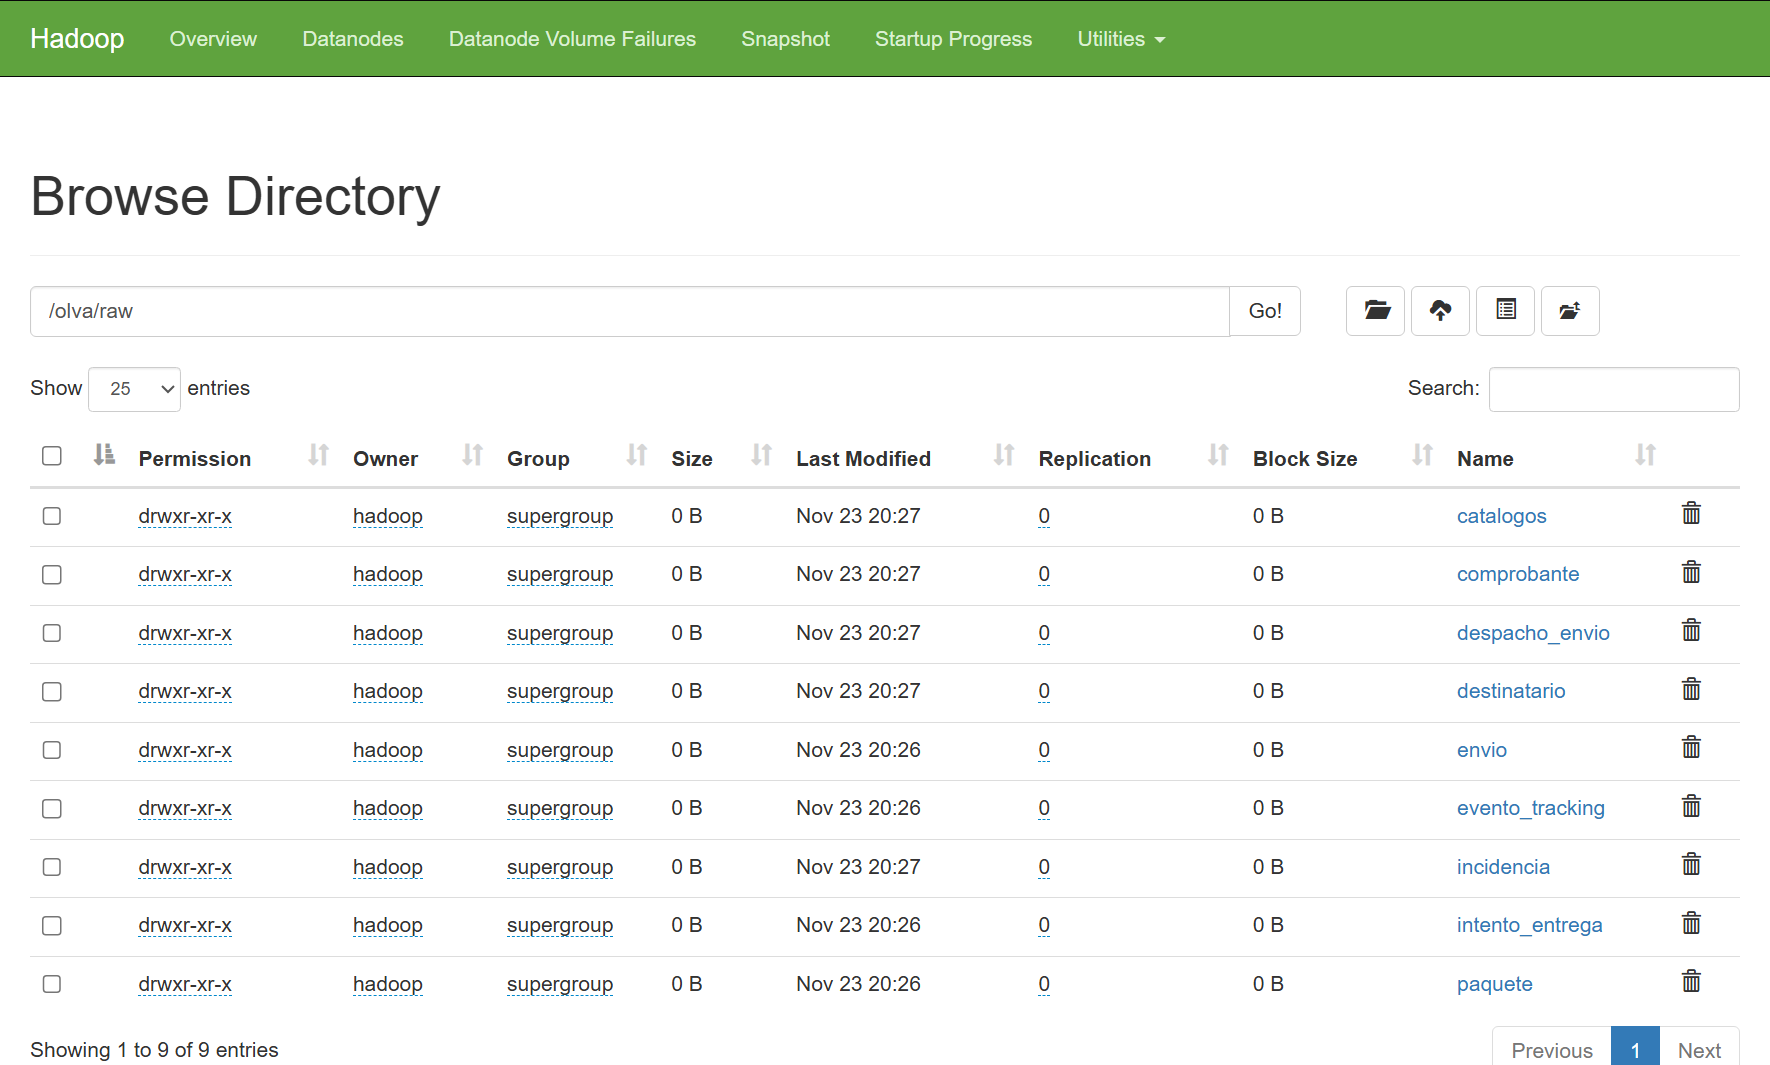 Hadoop Overview Datanodes Datanode Volume Failures Snapshot Startup Progress Utilities
Browse Directory
/olva/raw Go!
Show 25 entries Search:
Permission Owner Group Size Last Modified Replication Block Size Name
drwxr-xr-x hadoop supergroup 0 B Nov 23 20:27 0 0 B catalogos
drwxr-xr-x hadoop supergroup 0 B Nov 23 20:27 0 0 B comprobante
drwxr-xr-x hadoop supergroup 0 B Nov 23 20:27 0 0 B despacho_envio
drwxr-xr-x hadoop supergroup 0 B Nov 23 20:27 0 0 B destinatario
drwxr-xr-x hadoop supergroup 0 B Nov 23 20:26 0 0 B envio
drwxr-xr-x hadoop supergroup 0 B Nov 23 20:26 0 0 B evento_tracking
drwxr-xr-x hadoop supergroup 0 B Nov 23 20:27 0 0 B incidencia
drwxr-xr-x hadoop supergroup 0 B Nov 23 20:26 0 0 B intento_entrega
drwxr-xr-x hadoop supergroup 0 B Nov 23 20:26 0 0 B paquete
Showing 1 to 9 of 9 entries Previous 1 Next